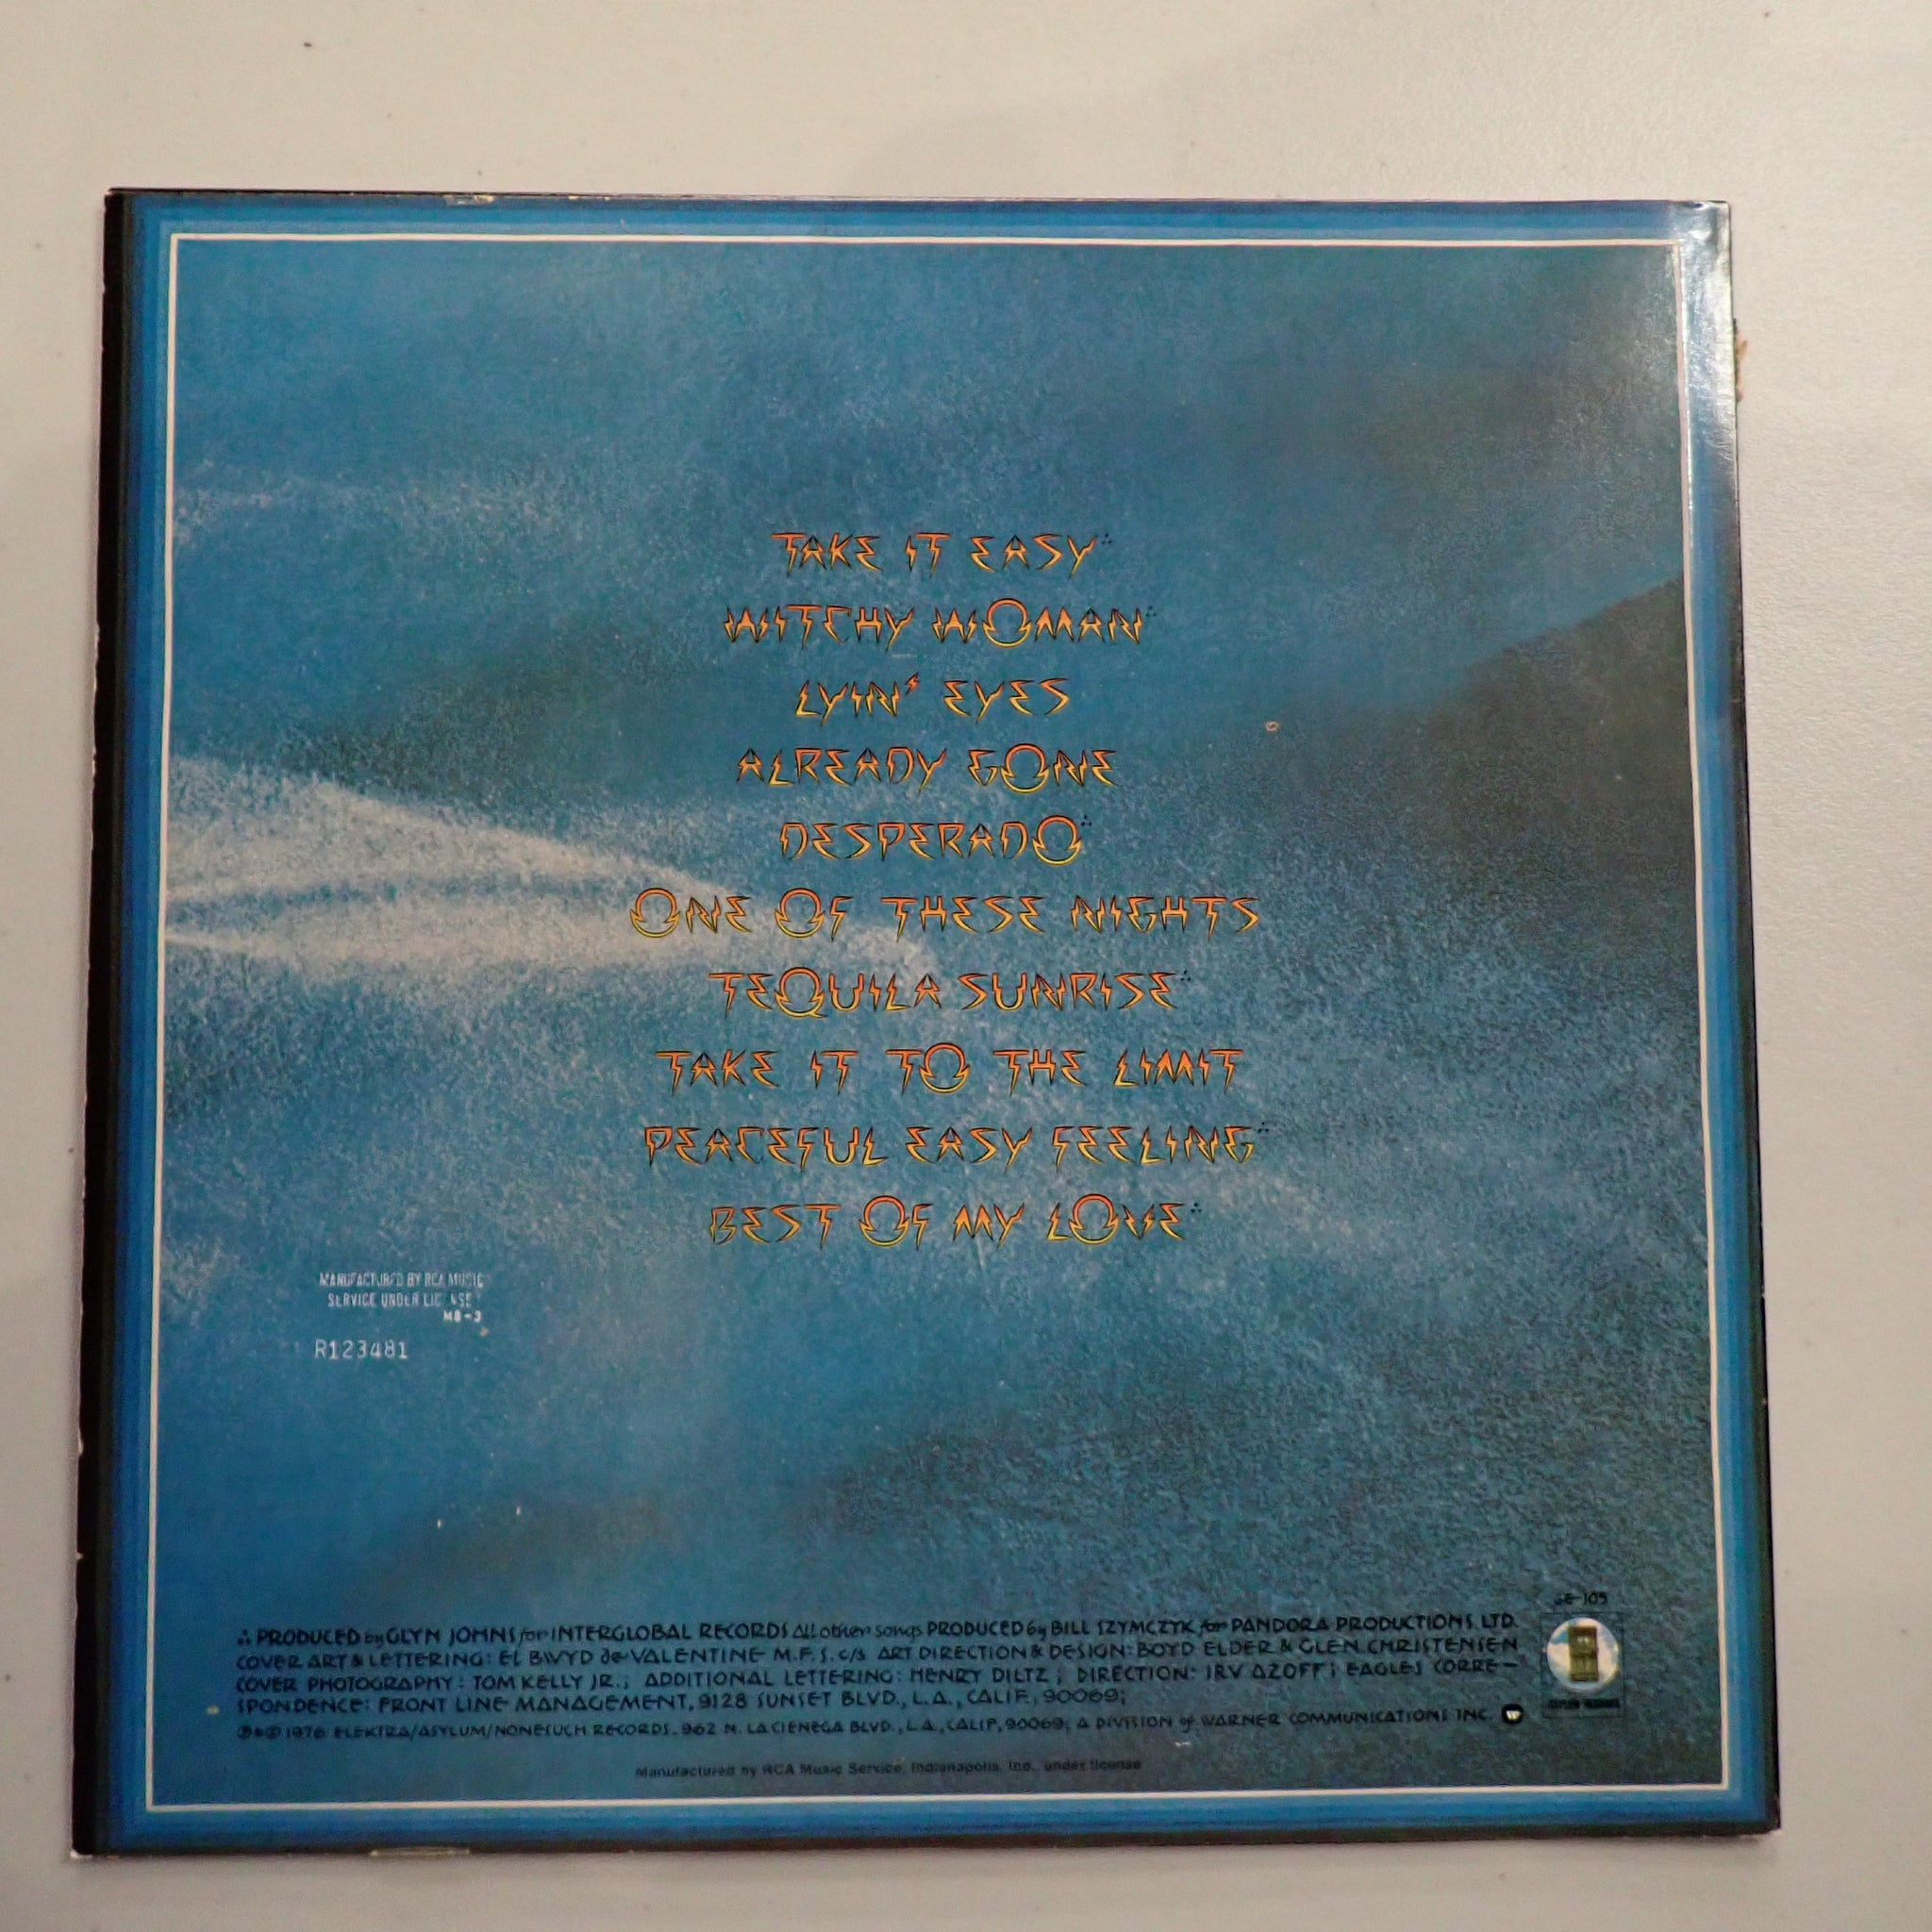 TAKE IT EASY∴
WITCHY WOMAN∴
LYIN' EYES
ALREADY GONE
DESPERADO∴
ONE OF THESE NIGHTS
TEQUILA SUNRISE∴
TAKE IT TO THE LIMIT
PEACEFUL EASY FEELING∴
BEST OF MY LOVE∴
MANUFACTURED BY RCA MUSIC
SERVICE UNDER LICENSE
R123481
6E-105
∴ PRODUCED by GLYN JOHNS for INTERGLOBAL RECORDS All other songs PRODUCED by BILL SZYMCZYK for PANDORA PRODUCTIONS LTD.
COVER ART & LETTERING: EL BWYD de VALENTINE M.F.S. c/s ART DIRECTION & DESIGN: BOYD ELDER & GLEN CHRISTENSEN
COVER PHOTOGRAPHY: TOM KELLY JR.; ADDITIONAL LETTERING: HENRY DILTZ; DIRECTION: IRV AZOFF; EAGLES CORRE-
SPONDENCE: FRONT LINE MANAGEMENT, 9128 SUNSET BLVD., L.A., CALIF., 90069;
℗&© 1976 ELEKTRA/ASYLUM/NONESUCH RECORDS. 962 N. LA CIENEGA BLVD., L.A., CALIF, 90069; A DIVISION of WARNER COMMUNICATIONS INC.
ASYLUM RECORDS
Manufactured by RCA Music Service, Indianapolis, Ind., under license